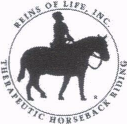 REINS OF LIFE, INC.
THERAPEUTIC HORSEBACK RIDING